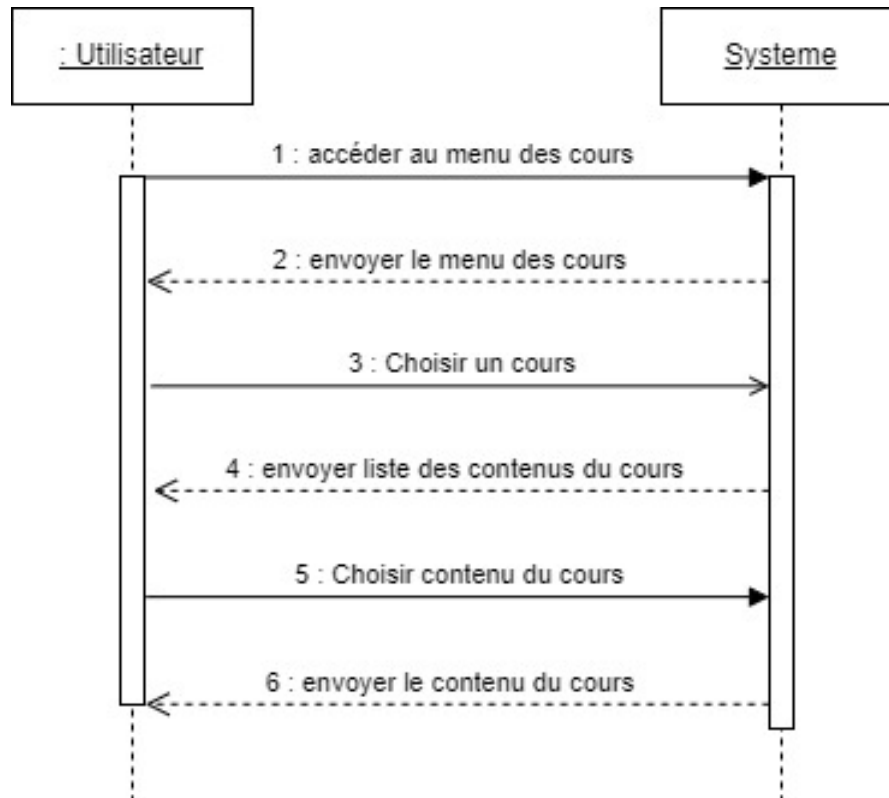 : Utilisateur
Systeme
1 : accéder au menu des cours
2 : envoyer le menu des cours
3 : Choisir un cours
4 : envoyer liste des contenus du cours
5 : Choisir contenu du cours
6 : envoyer le contenu du cours